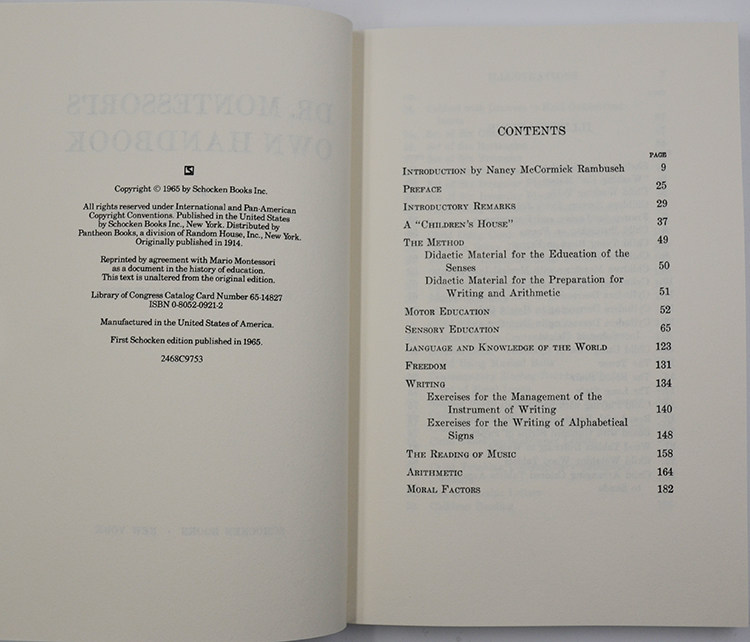 Copyright © 1965 by Schocken Books Inc.
All rights reserved under International and Pan-American
Copyright Conventions. Published in the United States
by Schocken Books Inc., New York. Distributed by
Pantheon Books, a division of Random House, Inc., New York.
Originally published in 1914.
Reprinted by agreement with Mario Montessori
as a document in the history of education.
This text is unaltered from the original edition.
Library of Congress Catalog Card Number 65-14827
ISBN 0-8052-0921-2
Manufactured in the United States of America.
First Schocken edition published in 1965.
2468C9753
CONTENTS
PAGE
INTRODUCTION by Nancy McCormick Rambusch 9
PREFACE 25
INTRODUCTORY REMARKS 29
A "CHILDREN'S HOUSE" 37
THE METHOD 49
Didactic Material for the Education of the
Senses 50
Didactic Material for the Preparation for
Writing and Arithmetic 51
MOTOR EDUCATION 52
SENSORY EDUCATION 65
LANGUAGE AND KNOWLEDGE OF THE WORLD 123
FREEDOM 131
WRITING 134
Exercises for the Management of the
Instrument of Writing 140
Exercises for the Writing of Alphabetical
Signs 148
THE READING OF MUSIC 158
ARITHMETIC 164
MORAL FACTORS 182